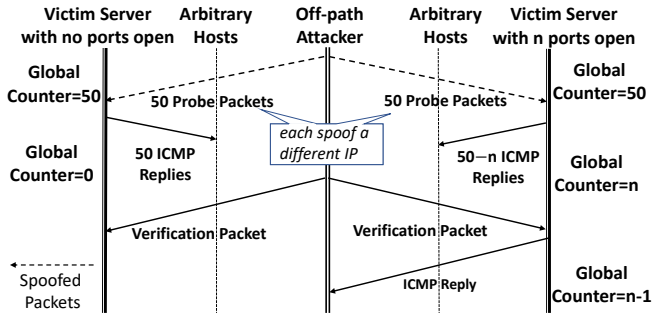 Victim Server
with no ports open
Arbitrary
Hosts
Off-path
Attacker
Arbitrary
Hosts
Victim Server
with n ports open
Global
Counter=50
Global
Counter=50
50 Probe Packets
50 Probe Packets
each spoof a
different IP
50 ICMP
Replies
50−n ICMP
Replies
Global
Counter=0
Global
Counter=n
Verification Packet
Verification Packet
Spoofed
Packets
ICMP Reply
Global
Counter=n-1